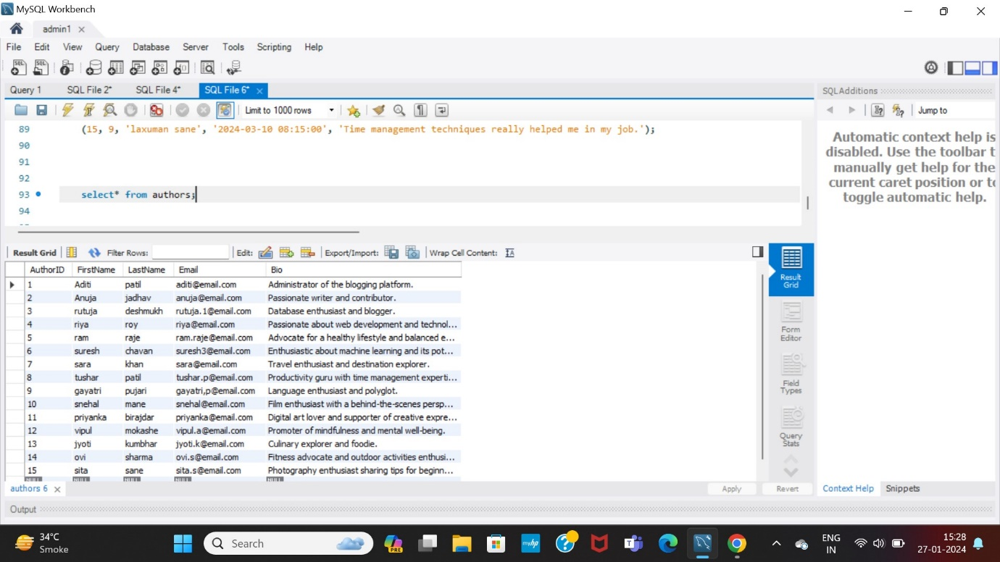 MySQL Workbench
admin1
File Edit View Query Database Server Tools Scripting Help
Query 1 SQL File 2* SQL File 4* SQL File 6*
SQLAdditions
Limit to 1000 rows
Jump to
89 (15, 9, 'laxuman sane', '2024-03-10 08:15:00', 'Time management techniques really helped me in my job.');
90
91
92
93 select* from authors;
94
Automatic context help is
disabled. Use the toolbar t
manually get help for the
current caret position or to
toggle automatic help.
Result Grid Filter Rows: Edit: Export/Import: Wrap Cell Content:
AuthorID FirstName LastName Email Bio
1 Aditi patil aditi@email.com Administrator of the blogging platform.
2 Anuja jadhav anuja@email.com Passionate writer and contributor.
3 rutuja deshmukh rutuja.1@email.com Database enthusiast and blogger.
4 riya roy riya@email.com Passionate about web development and technol...
5 ram raje ram.raje@email.com Advocate for a healthy lifestyle and balanced e...
6 suresh chavan suresh3@email.com Enthusiastic about machine learning and its pot...
7 sara khan sara@email.com Travel enthusiast and destination explorer.
8 tushar patil tushar.p@email.com Productivity guru with time management experti...
9 gayatri pujari gayatri,p@email.com Language enthusiast and polyglot.
10 snehal mane snehal@email.com Film enthusiast with a behind-the-scenes persp...
11 priyanka birajdar priyanka@email.com Digital art lover and supporter of creative expre...
12 vipul mokashe vipul.a@email.com Promoter of mindfulness and mental well-being.
13 jyoti kumbhar jyoti.k@email.com Culinary explorer and foodie.
14 ovi sharma ovi.s@email.com Fitness advocate and outdoor activities enthusi...
15 sita sane sita.s@email.com Photography enthusiast sharing tips for beginn...
NULL NULL NULL NULL NULL
Result
Grid
Form
Editor
Field
Types
Query
Stats
authors 6
Apply Revert
Context Help Snippets
Output
34°C
Smoke
Search
PRE
myhp
ENG
IN
15:28
27-01-2024